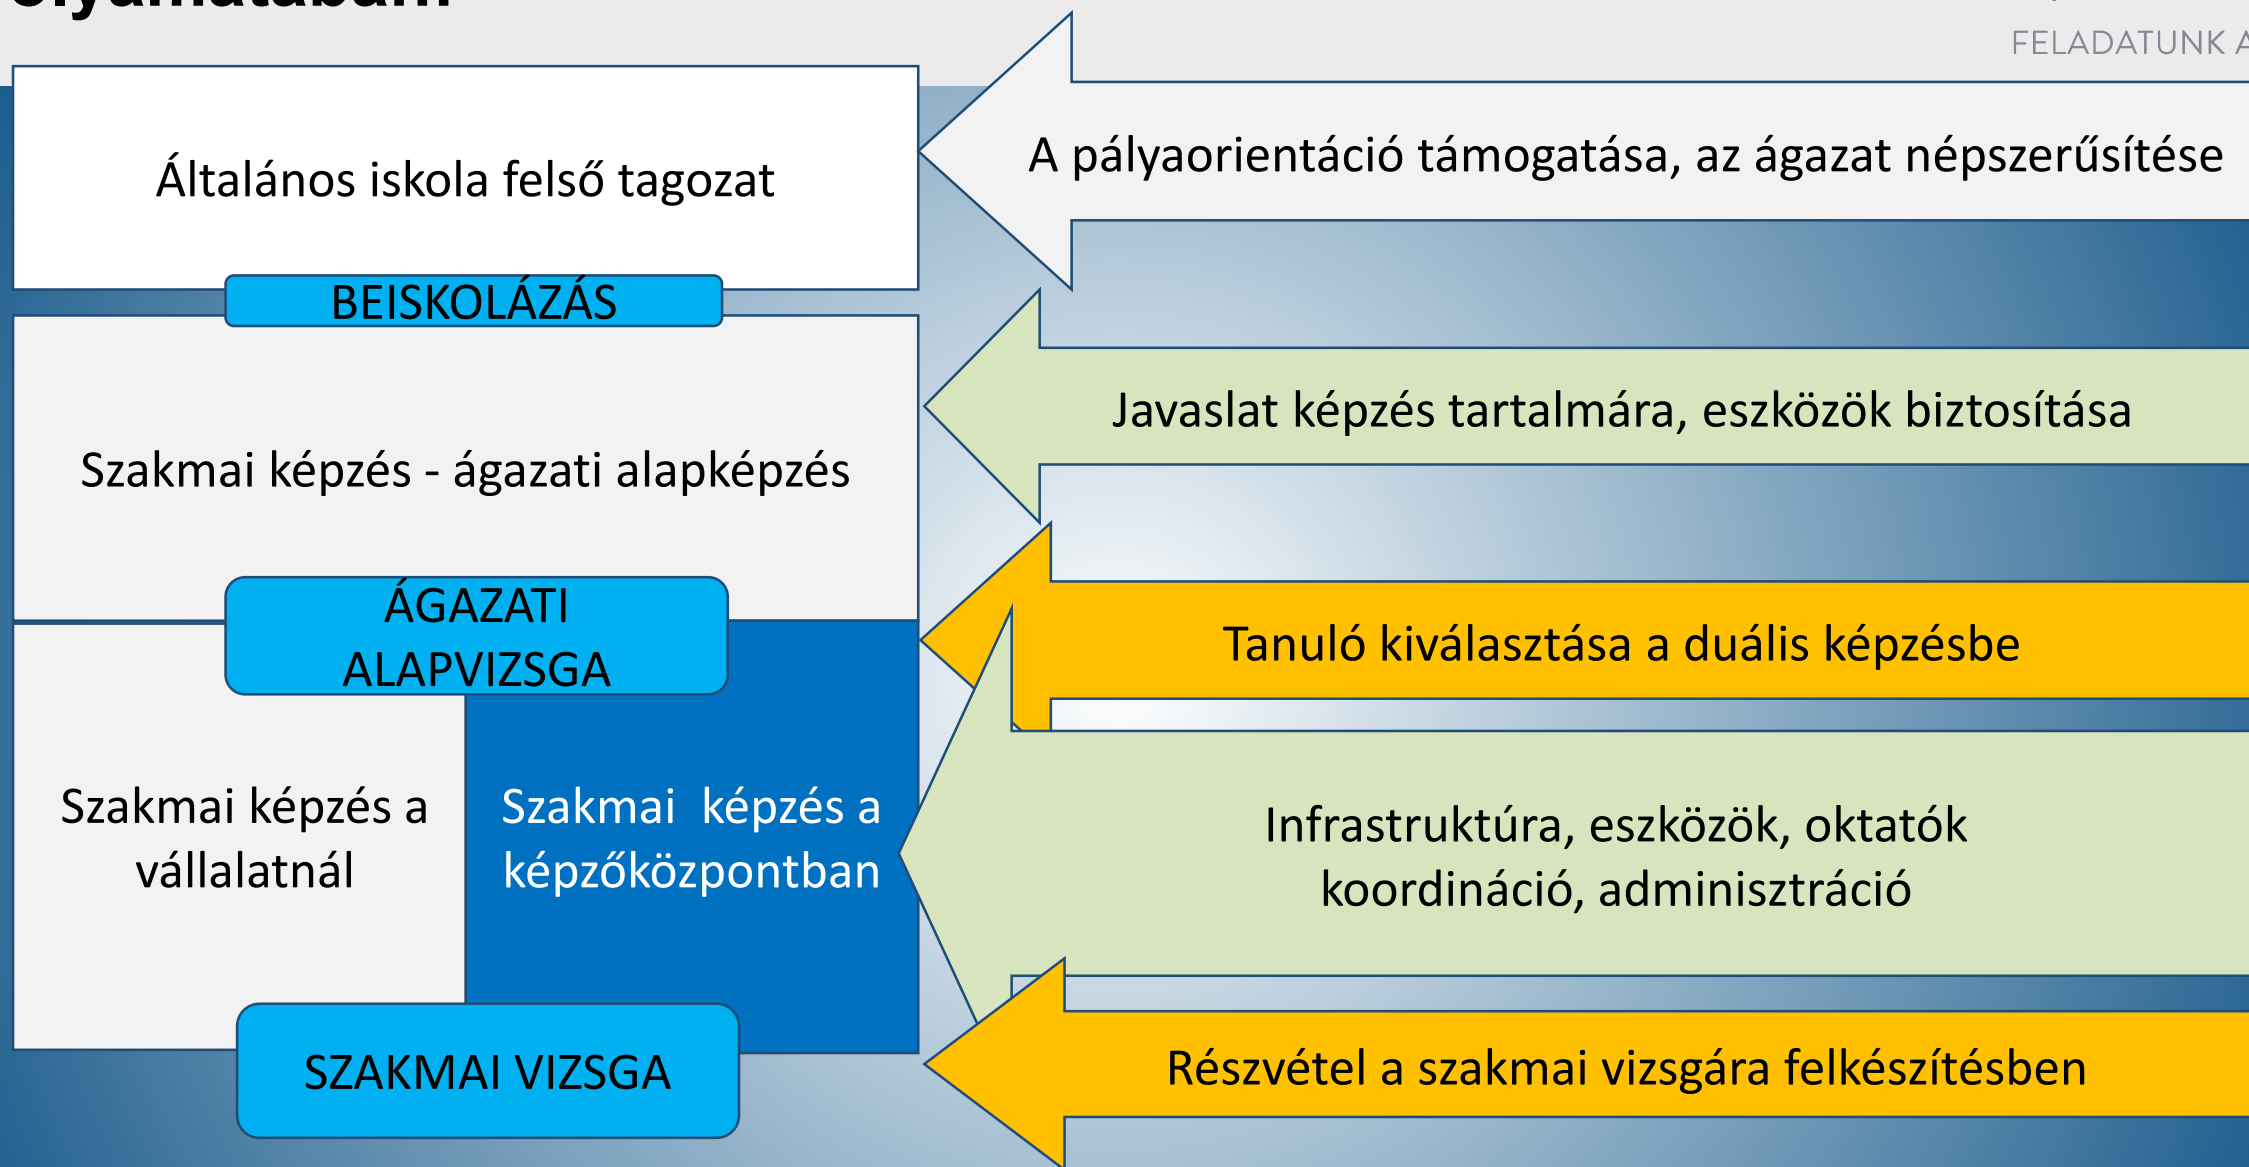 FELADATUNK A
Általános iskola felső tagozat
A pályaorientáció támogatása, az ágazat népszerűsítése
BEISKOLÁZÁS
Javaslat képzés tartalmára, eszközök biztosítása
Szakmai képzés - ágazati alapképzés
ÁGAZATI
ALAPVIZSGA
Tanuló kiválasztása a duális képzésbe
Szakmai képzés a
vállalatnál
Szakmai  képzés a
képzőközpontban
Infrastruktúra, eszközök, oktatók
koordináció, adminisztráció
SZAKMAI VIZSGA
Részvétel a szakmai vizsgára felkészítésben